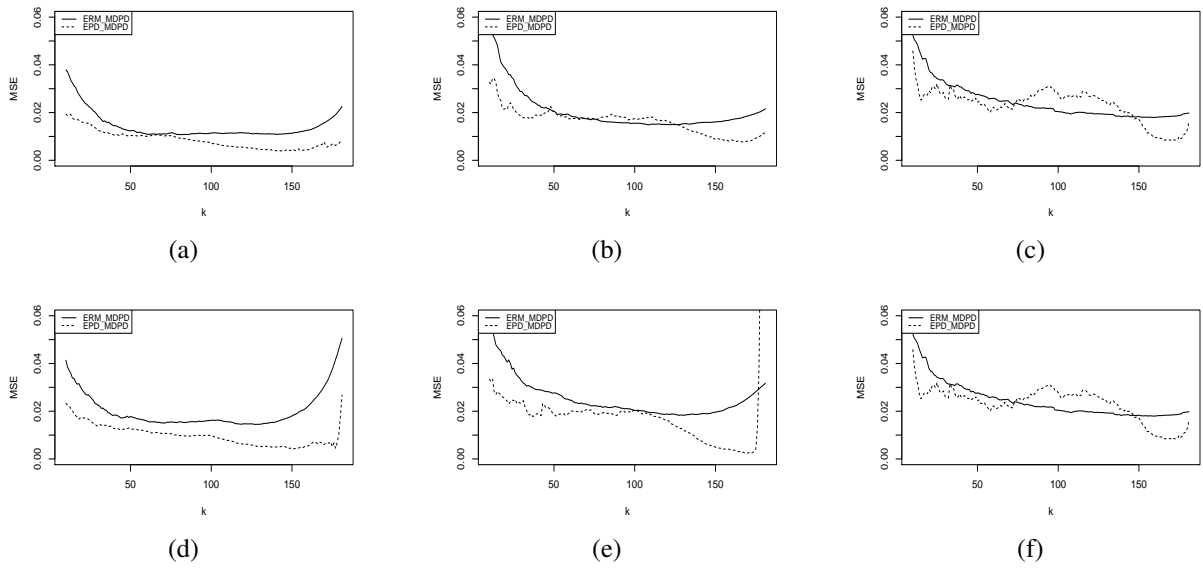 ERM_MDPD
EPD_MDPD
0.00
0.02
0.04
0.06
MSE
50
100
150
k
(a)
ERM_MDPD
EPD_MDPD
0.00
0.02
0.04
0.06
MSE
50
100
150
k
(b)
ERM_MDPD
EPD_MDPD
0.00
0.02
0.04
0.06
MSE
50
100
150
k
(c)
ERM_MDPD
EPD_MDPD
0.00
0.02
0.04
0.06
MSE
50
100
150
k
(d)
ERM_MDPD
EPD_MDPD
0.00
0.02
0.04
0.06
MSE
50
100
150
k
(e)
ERM_MDPD
EPD_MDPD
0.00
0.02
0.04
0.06
MSE
50
100
150
k
(f)